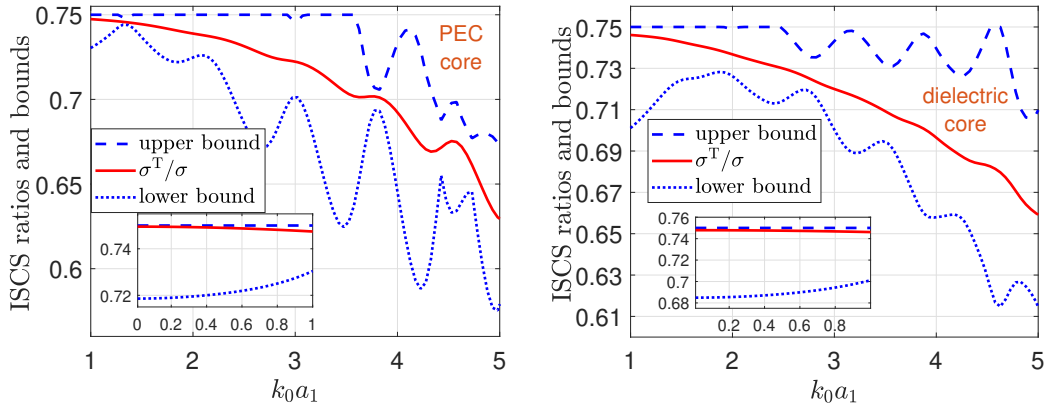 ISCS ratios and bounds
0.75
0.7
0.65
0.6
PEC
core
upper bound
σ^T/σ
lower bound
0.74
0.72
0 0.2 0.4 0.6 0.8 1
1 2 3 4 5
k₀a₁
ISCS ratios and bounds
0.75
0.73
0.71
0.69
0.67
0.65
0.63
0.61
dielectric
core
upper bound
σ^T/σ
lower bound
0.76
0.74
0.72
0.7
0.68
0.2 0.4 0.6 0.8
1 2 3 4 5
k₀a₁